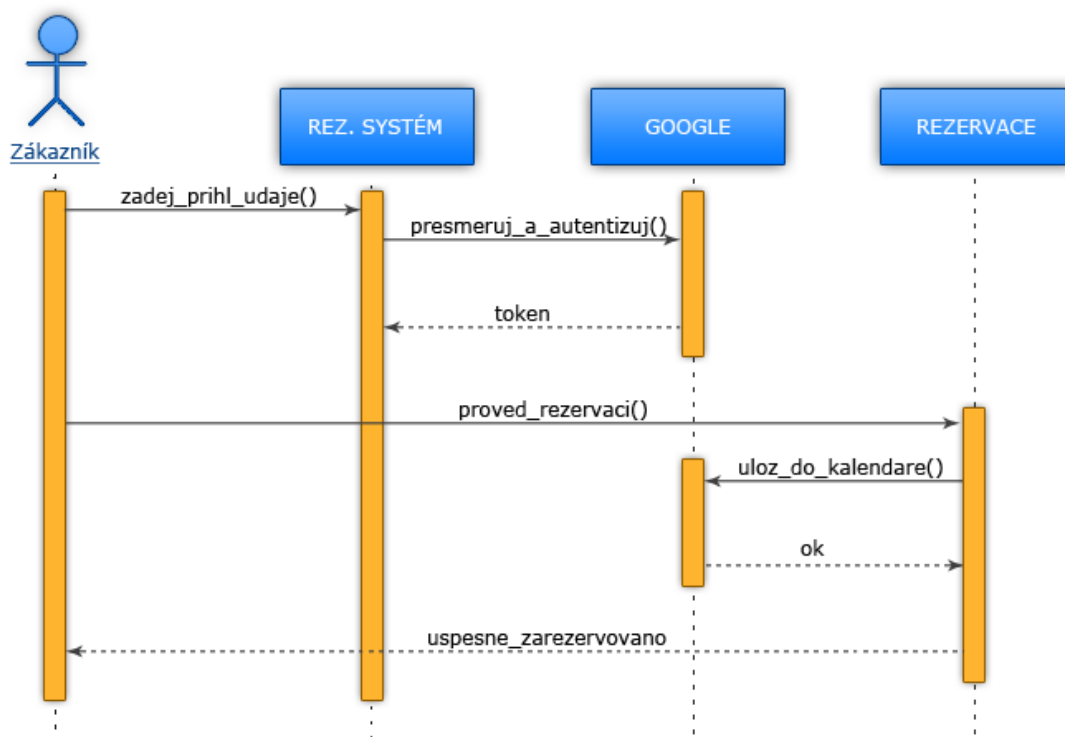 Zákazník
REZ. SYSTÉM
GOOGLE
REZERVACE
zadej_prihl_udaje()
presmeruj_a_autentizuj()
token
proved_rezervaci()
uloz_do_kalendare()
ok
uspesne_zarezervovano